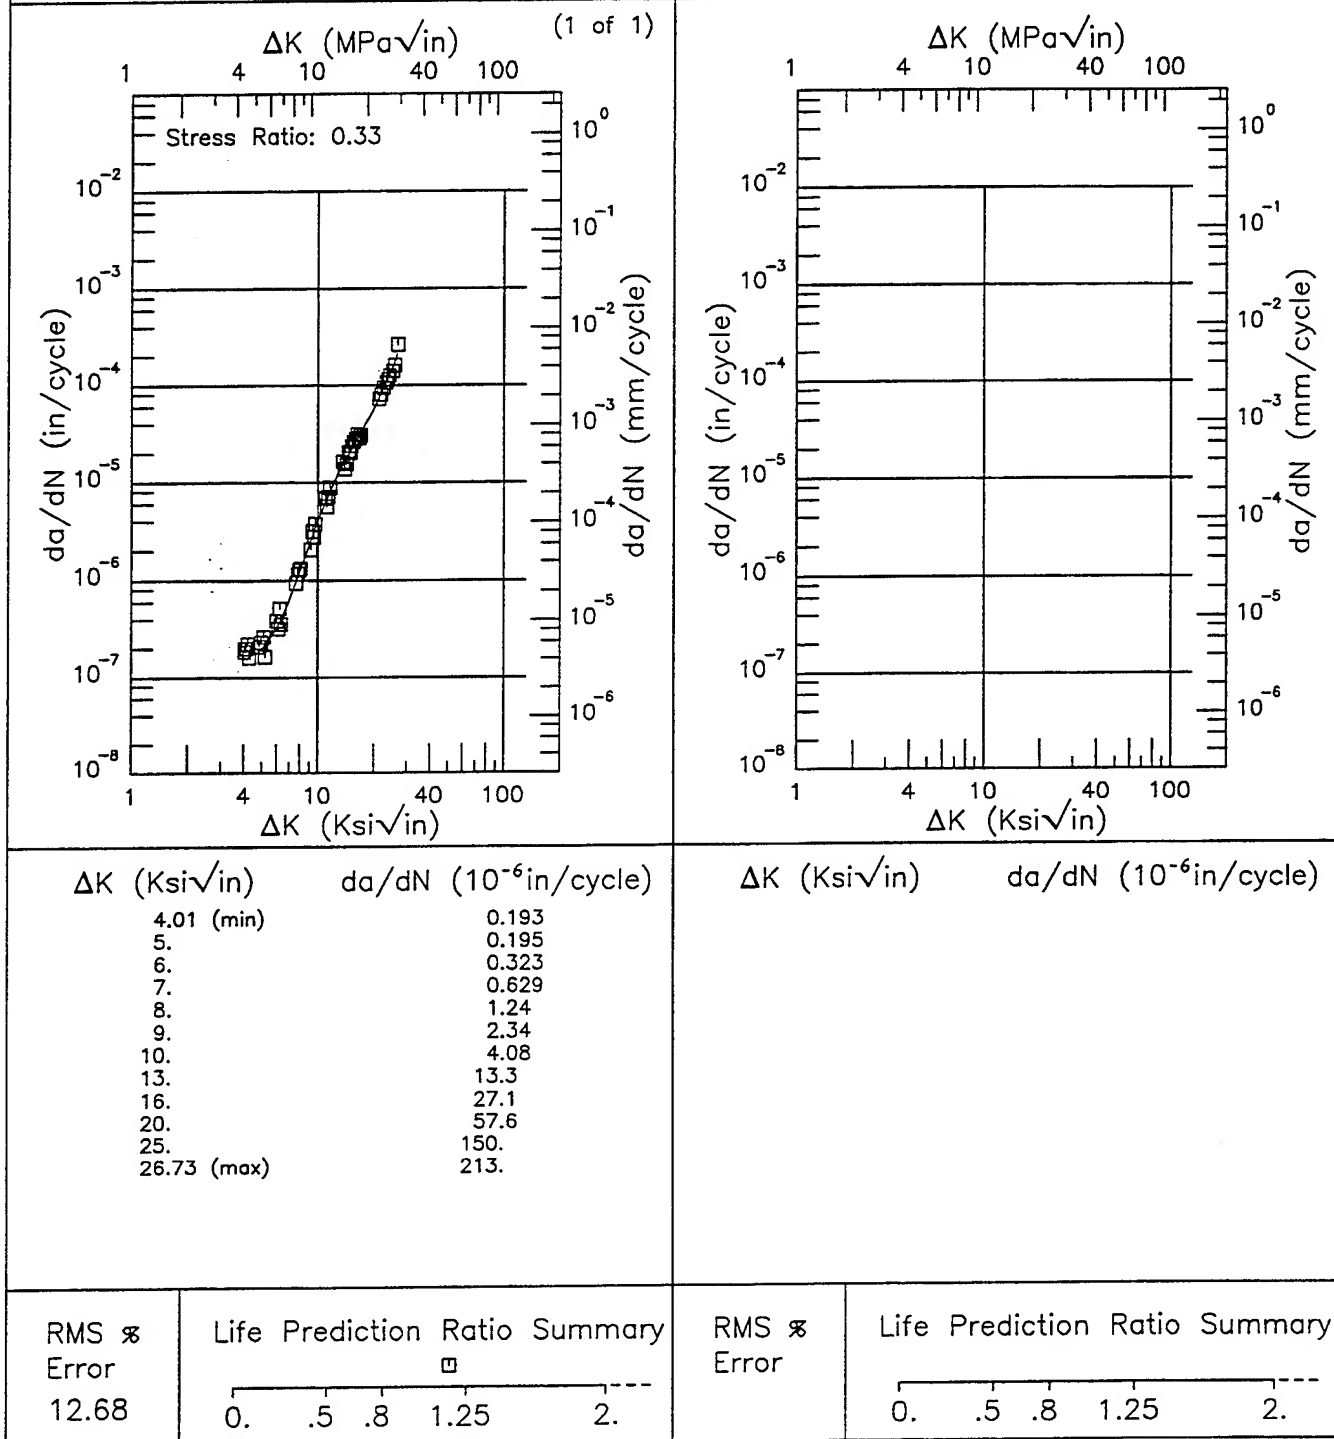 (1 of 1)
ΔK (MPa√in)
1 4 10 40 100
Stress Ratio: 0.33
10⁰
10⁻²
10⁻¹
10⁻³
10⁻²
10⁻⁴
10⁻³
10⁻⁵
10⁻⁴
10⁻⁶
10⁻⁵
10⁻⁷
10⁻⁶
10⁻⁸
da/dN (in/cycle)
da/dN (mm/cycle)
1 4 10 40 100
ΔK (Ksi√in)
ΔK (MPa√in)
1 4 10 40 100
10⁰
10⁻²
10⁻¹
10⁻³
10⁻²
10⁻⁴
10⁻³
10⁻⁵
10⁻⁴
10⁻⁶
10⁻⁵
10⁻⁷
10⁻⁶
10⁻⁸
da/dN (in/cycle)
da/dN (mm/cycle)
1 4 10 40 100
ΔK (Ksi√in)
ΔK (Ksi√in) da/dN (10⁻⁶in/cycle)
4.01 (min) 0.193
5. 0.195
6. 0.323
7. 0.629
8. 1.24
9. 2.34
10. 4.08
13. 13.3
16. 27.1
20. 57.6
25. 150.
26.73 (max) 213.
ΔK (Ksi√in) da/dN (10⁻⁶in/cycle)
RMS %
Error
12.68
Life Prediction Ratio Summary
0. .5 .8 1.25 2.
RMS %
Error
Life Prediction Ratio Summary
0. .5 .8 1.25 2.